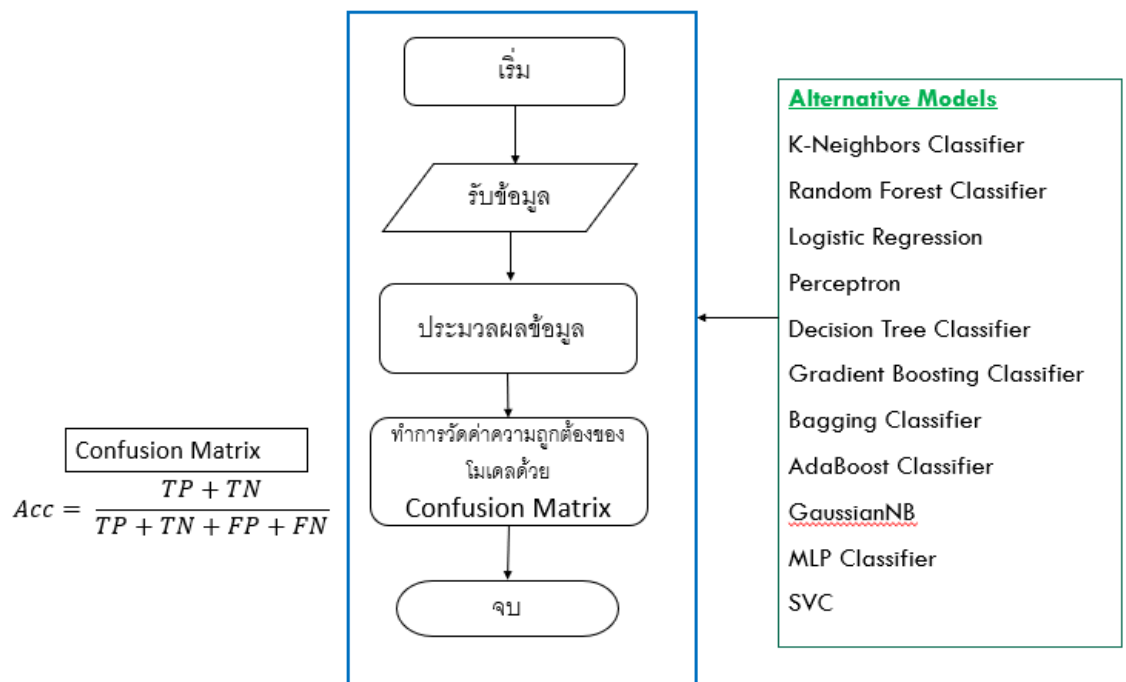 เริ่ม
รับข้อมูล
ประมวลผลข้อมูล
ทำการวัดค่าความถูกต้องของ
โมเดลด้วย
Confusion Matrix
จบ
Confusion Matrix
Acc = TP + TN / TP + TN + FP + FN
Alternative Models
K-Neighbors Classifier
Random Forest Classifier
Logistic Regression
Perceptron
Decision Tree Classifier
Gradient Boosting Classifier
Bagging Classifier
AdaBoost Classifier
GaussianNB
MLP Classifier
SVC